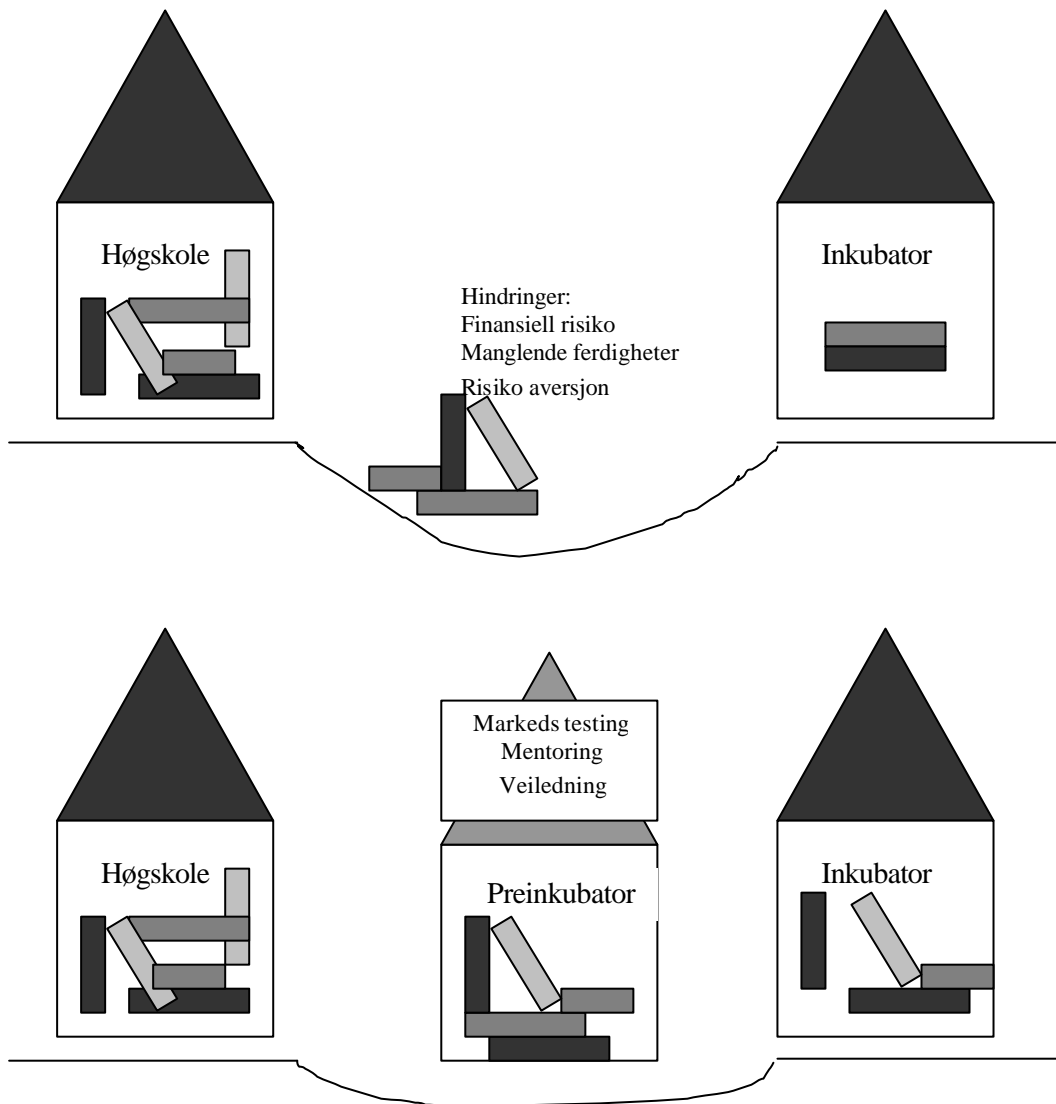 Høgskole
Inkubator
Hindringer:
Finansiell risiko
Manglende ferdigheter
Risiko aversjon
Markeds testing
Mentoring
Veiledning
Høgskole
Preinkubator
Inkubator